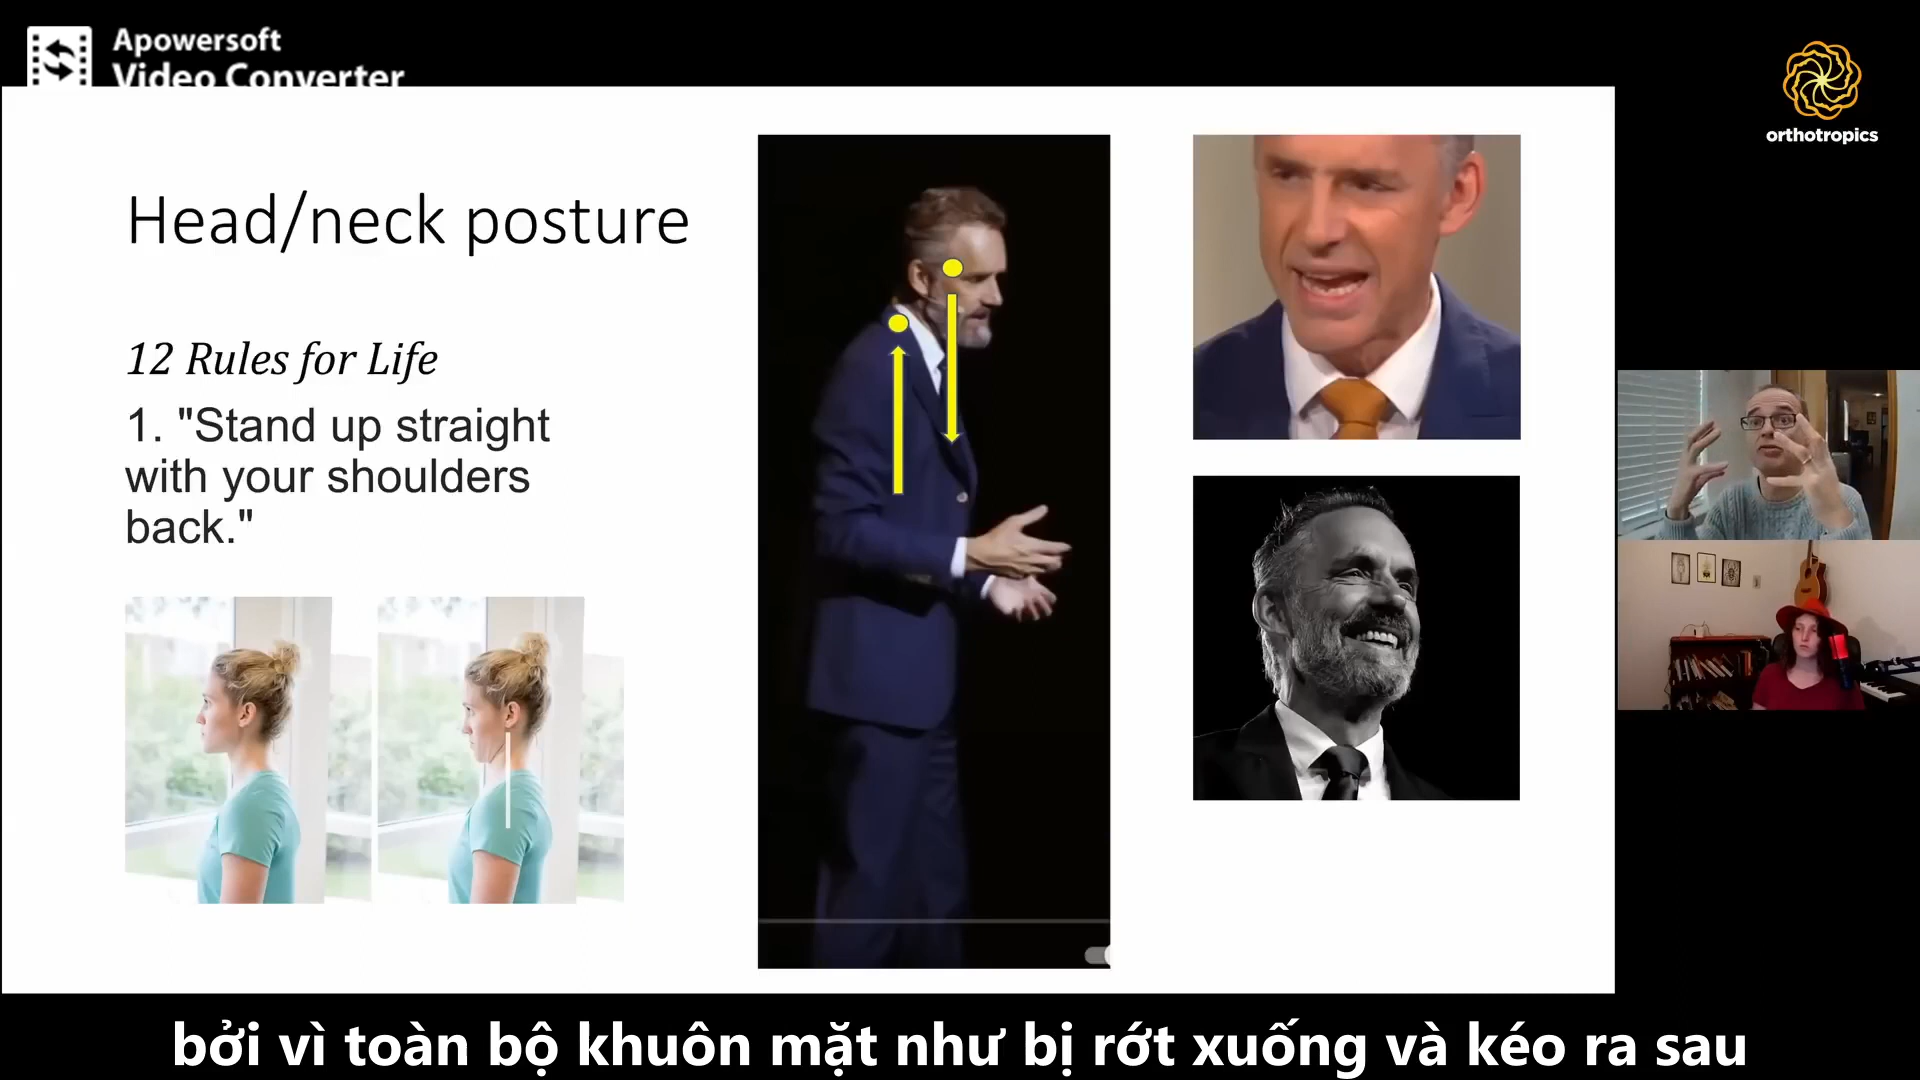 Apowersoft
Video Converter
orthotropics
Head/neck posture
12 Rules for Life
1. "Stand up straight
with your shoulders
back."
bởi vì toàn bộ khuôn mặt như bị rớt xuống và kéo ra sau